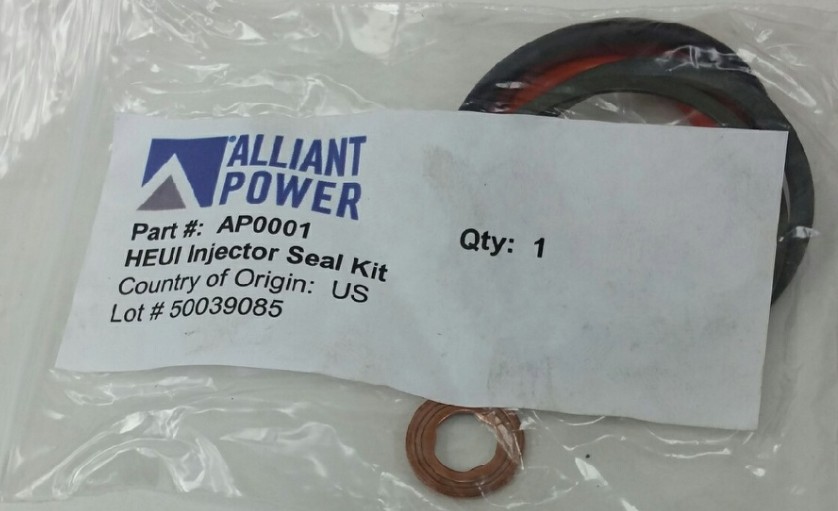 ALLIANT
POWER
Part #: AP0001
HEUI Injector Seal Kit
Country of Origin: US
Lot # 50039085
Qty: 1